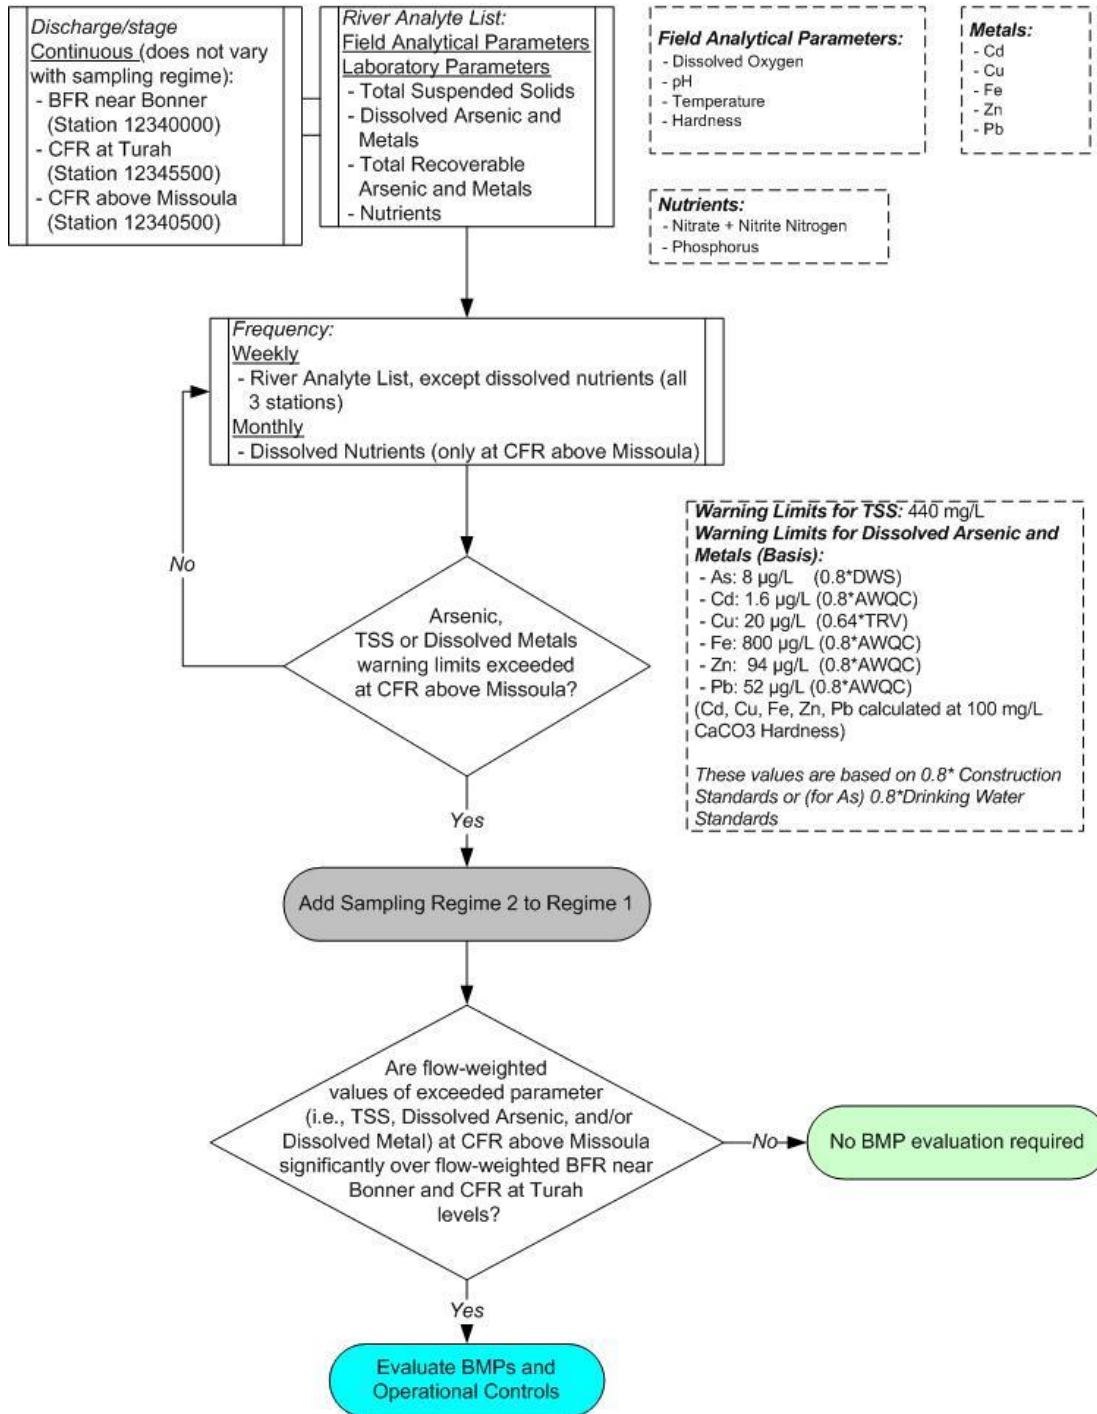 Discharge/stage
Continuous (does not vary
with sampling regime):
- BFR near Bonner
(Station 12340000)
- CFR at Turah
(Station 12345500)
- CFR above Missoula
(Station 12340500)
River Analyte List:
Field Analytical Parameters
Laboratory Parameters
- Total Suspended Solids
- Dissolved Arsenic and
Metals
- Total Recoverable
Arsenic and Metals
- Nutrients
Field Analytical Parameters:
- Dissolved Oxygen
- pH
- Temperature
- Hardness
Metals:
- Cd
- Cu
- Fe
- Zn
- Pb
Nutrients:
- Nitrate + Nitrite Nitrogen
- Phosphorus
Frequency:
Weekly
- River Analyte List, except dissolved nutrients (all
3 stations)
Monthly
- Dissolved Nutrients (only at CFR above Missoula)
No
Arsenic,
TSS or Dissolved Metals
warning limits exceeded
at CFR above Missoula?
Warning Limits for TSS: 440 mg/L
Warning Limits for Dissolved Arsenic and
Metals (Basis):
- As: 8 µg/L (0.8*DWS)
- Cd: 1.6 µg/L (0.8*AWQC)
- Cu: 20 µg/L (0.64*TRV)
- Fe: 800 µg/L (0.8*AWQC)
- Zn: 94 µg/L (0.8*AWQC)
- Pb: 52 µg/L (0.8*AWQC)
(Cd, Cu, Fe, Zn, Pb calculated at 100 mg/L
CaCO3 Hardness)
These values are based on 0.8* Construction
Standards or (for As) 0.8*Drinking Water
Standards
Yes
Add Sampling Regime 2 to Regime 1
Are flow-weighted
values of exceeded parameter
(i.e., TSS, Dissolved Arsenic, and/or
Dissolved Metal) at CFR above Missoula
significantly over flow-weighted BFR near
Bonner and CFR at Turah
levels?
No
No BMP evaluation required
Yes
Evaluate BMPs and
Operational Controls